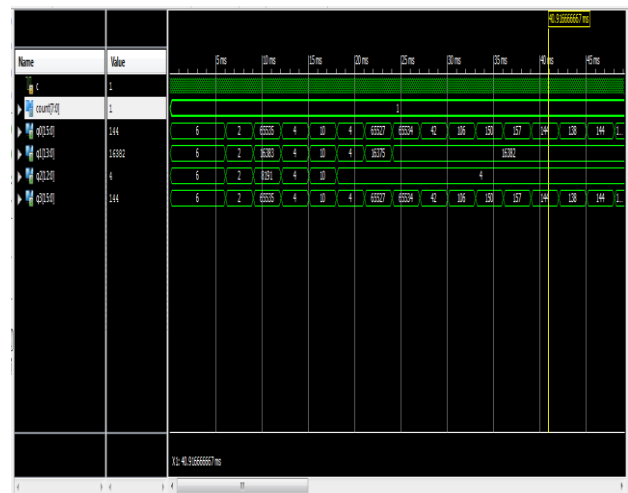 40.916666667 ms
Name Value 5 ms 10 ms 15 ms 20 ms 25 ms 30 ms 35 ms 40 ms 45 ms
c 1
count[7:0] 1 1
q0[15:0] 144 6 2 65535 4 10 4 65527 65534 42 106 150 157 144 138 144 1...
q1[13:0] 16382 6 2 16383 4 10 4 16375 16382
q2[12:0] 4 6 2 8191 4 10 4
q3[15:0] 144 6 2 65535 4 10 4 65527 65534 42 106 150 157 144 138 144 1...
X1: 40.916666667 ms